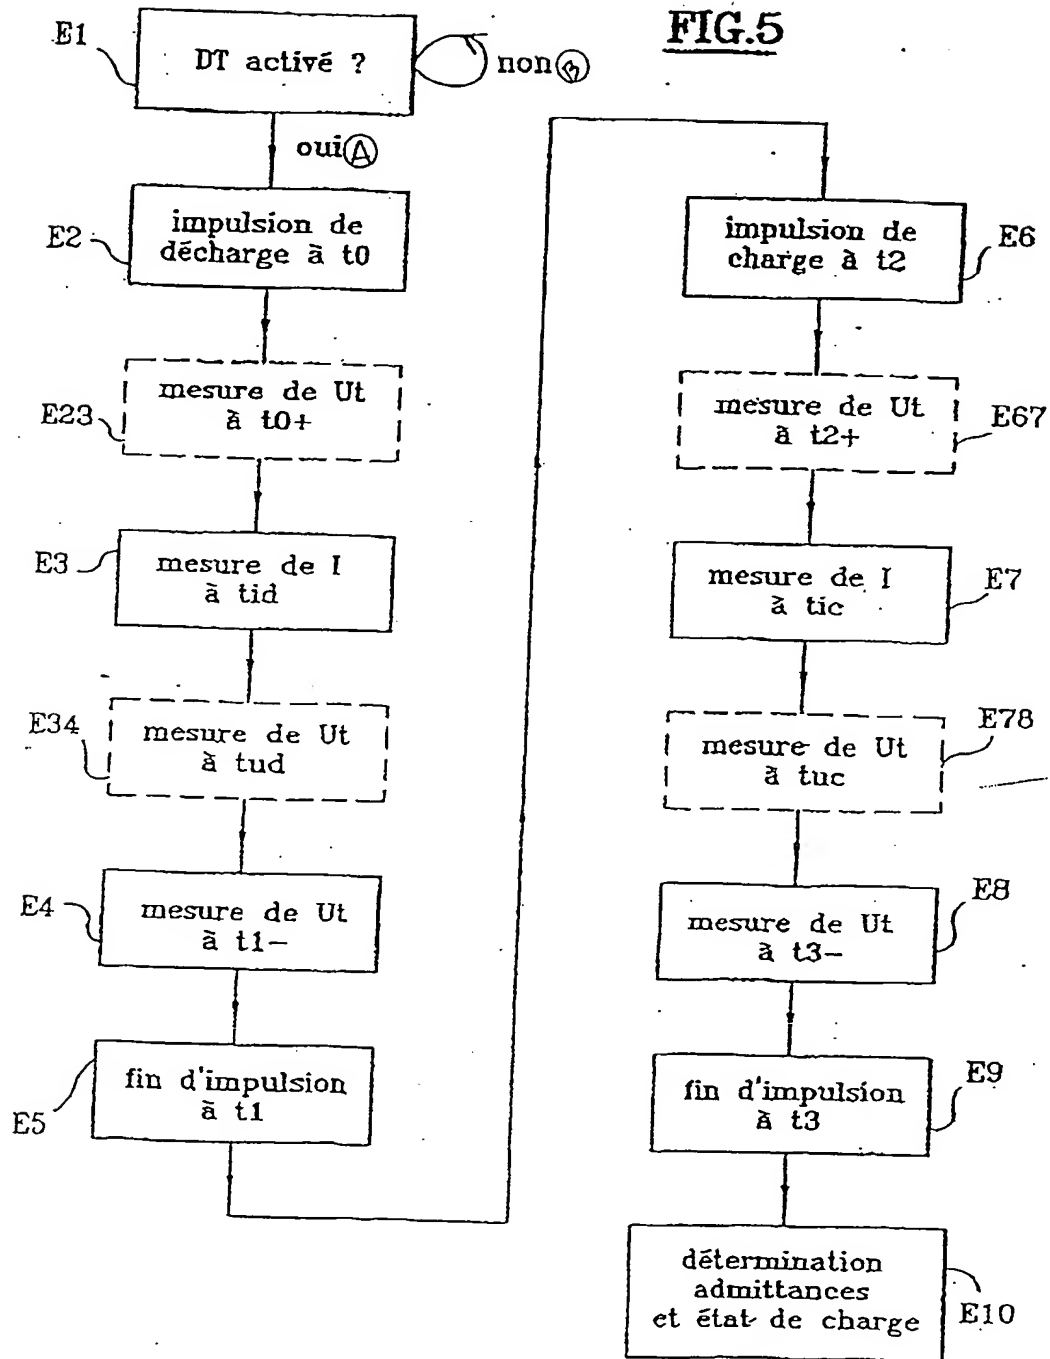 FIG.5
E1
DT activé ?
non Ⓑ
oui Ⓐ
E2
impulsion de
décharge à t0
E23
mesure de Ut
à t0+
E3
mesure de I
à tid
E34
mesure de Ut
à tud
E4
mesure de Ut
à t1-
E5
fin d'impulsion
à t1
impulsion de
charge à t2
E6
mesure de Ut
à t2+
E67
mesure de I
à tic
E7
mesure de Ut
à tuc
E78
mesure de Ut
à t3-
E8
fin d'impulsion
à t3
E9
détermination
admittances
et état de charge
E10